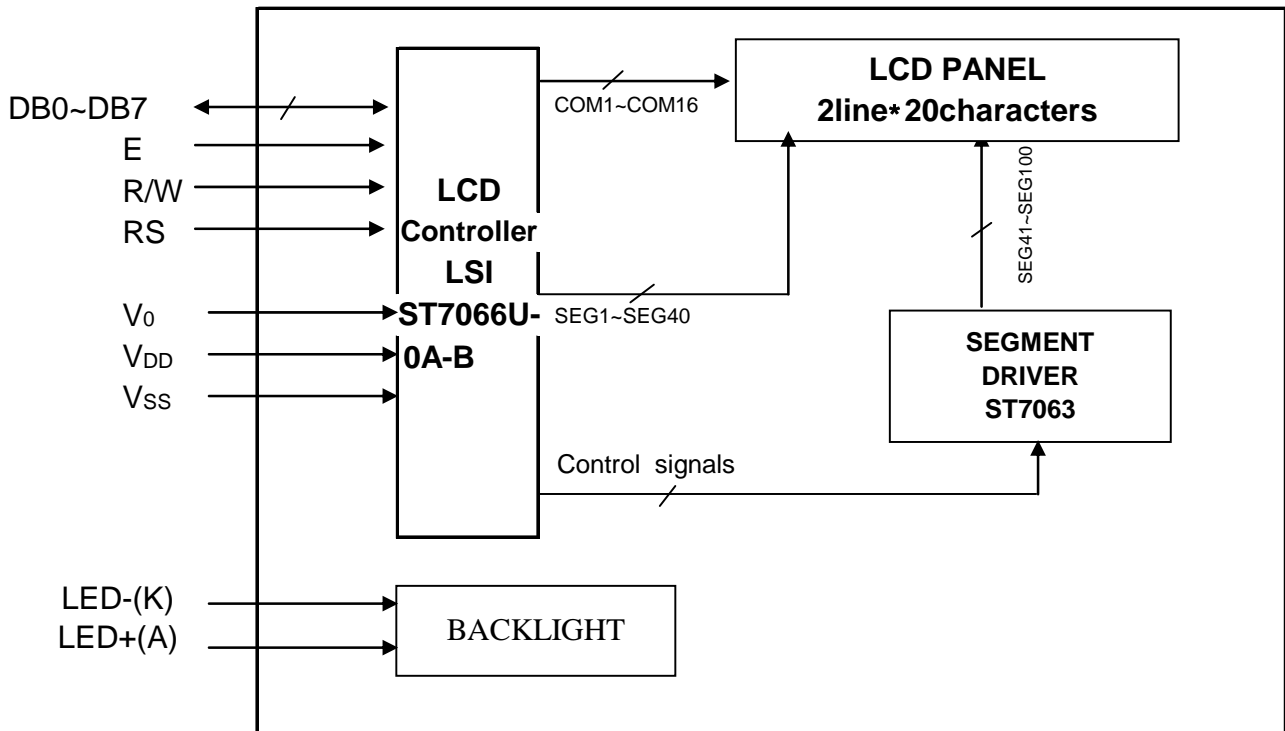 DB0~DB7
E
R/W
RS
V0
VDD
VSS
LED-(K)
LED+(A)
LCD
Controller
LSI
ST7066U-
0A-B
COM1~COM16
SEG1~SEG40
Control signals
LCD PANEL
2line*20characters
SEG41~SEG100
SEGMENT
DRIVER
ST7063
BACKLIGHT